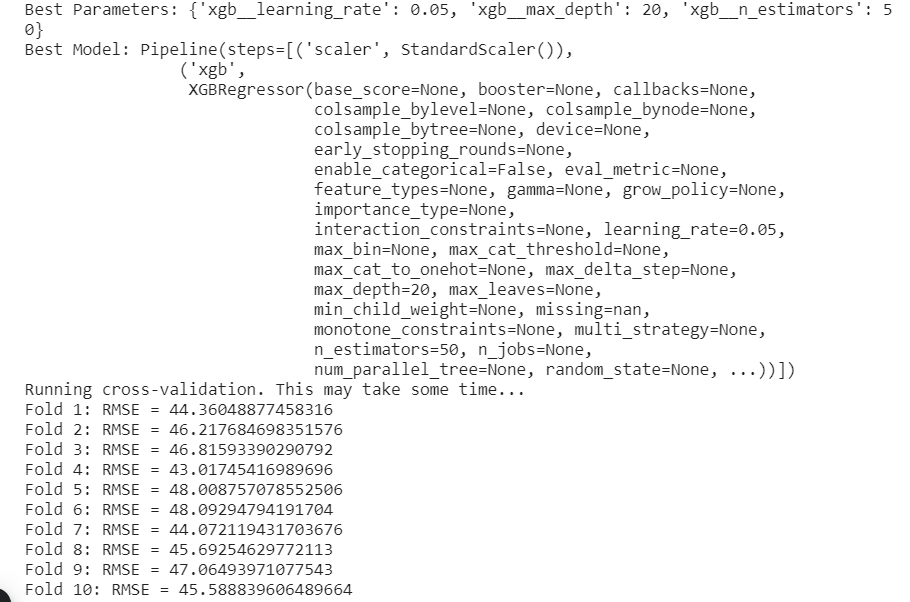 Best Parameters: {'xgb__learning_rate': 0.05, 'xgb__max_depth': 20, 'xgb__n_estimators': 5
0}
Best Model: Pipeline(steps=[('scaler', StandardScaler()),
('xgb',
XGBRegressor(base_score=None, booster=None, callbacks=None,
colsample_bylevel=None, colsample_bynode=None,
colsample_bytree=None, device=None,
early_stopping_rounds=None,
enable_categorical=False, eval_metric=None,
feature_types=None, gamma=None, grow_policy=None,
importance_type=None,
interaction_constraints=None, learning_rate=0.05,
max_bin=None, max_cat_threshold=None,
max_cat_to_onehot=None, max_delta_step=None,
max_depth=20, max_leaves=None,
min_child_weight=None, missing=nan,
monotone_constraints=None, multi_strategy=None,
n_estimators=50, n_jobs=None,
num_parallel_tree=None, random_state=None, ...))])
Running cross-validation. This may take some time...
Fold 1: RMSE = 44.36048877458316
Fold 2: RMSE = 46.217684698351576
Fold 3: RMSE = 46.81593390290792
Fold 4: RMSE = 43.01745416989696
Fold 5: RMSE = 48.008757078552506
Fold 6: RMSE = 48.09294794191704
Fold 7: RMSE = 44.072119431703676
Fold 8: RMSE = 45.69254629772113
Fold 9: RMSE = 47.06493971077543
Fold 10: RMSE = 45.588839606489664